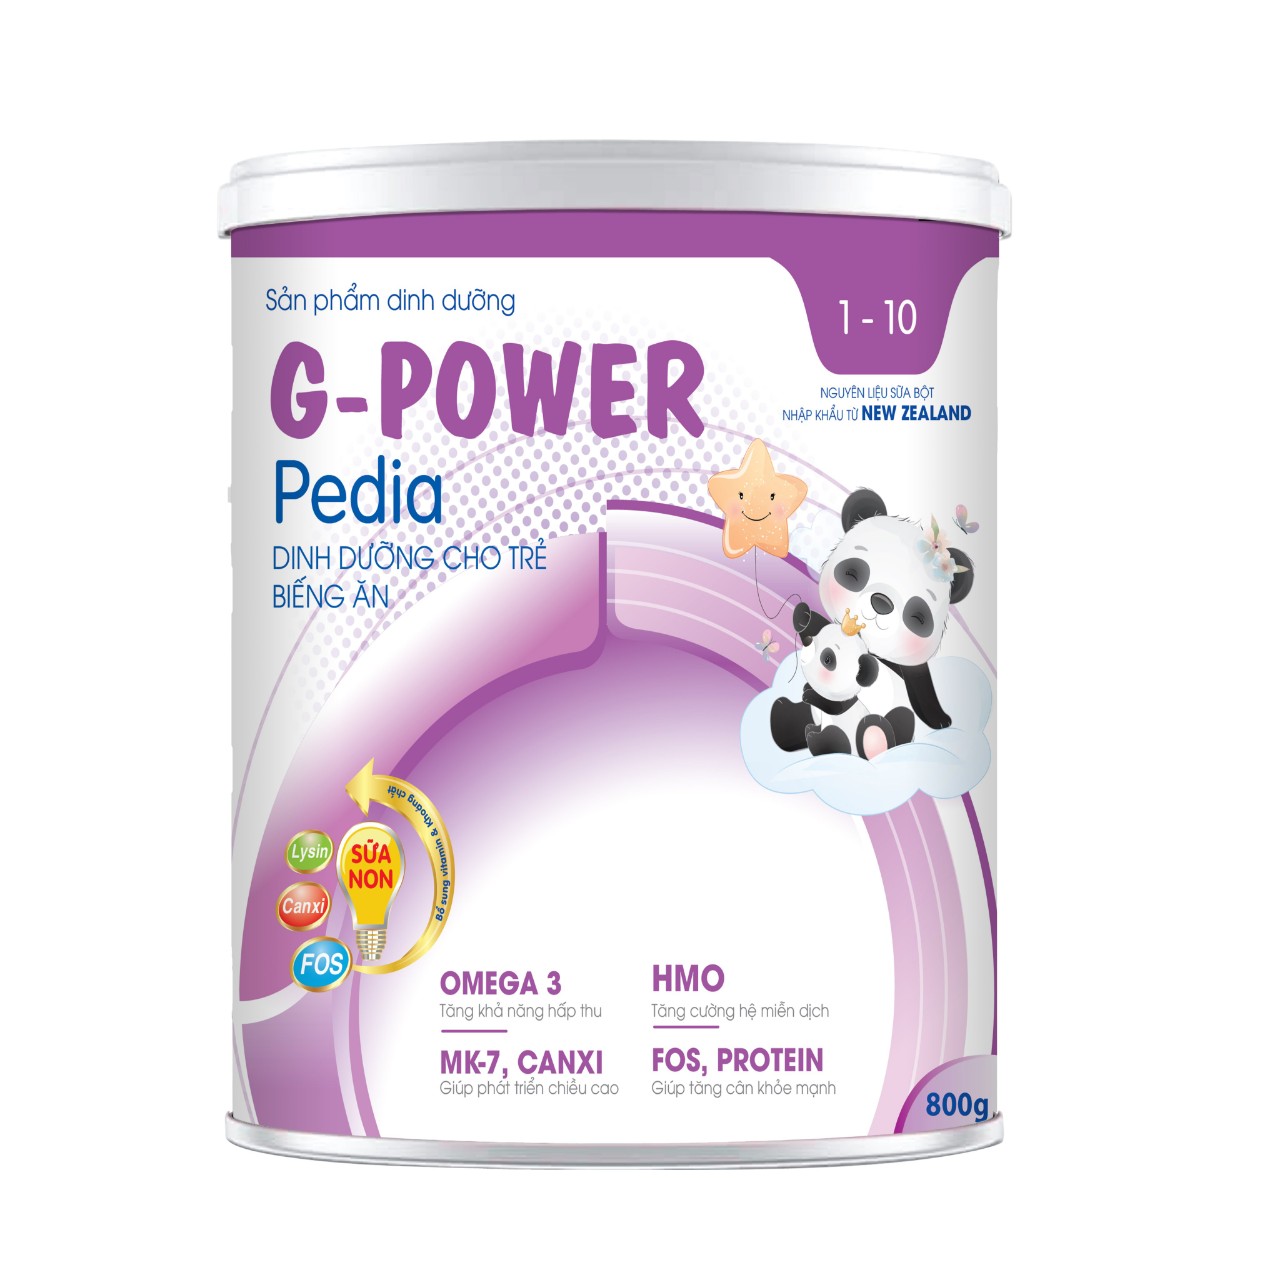 Sản phẩm dinh dưỡng
1 - 10
G-POWER
NGUYÊN LIỆU SỮA BỘT
NHẬP KHẨU TỪ NEW ZEALAND
Pedia
DINH DƯỠNG CHO TRẺ
BIẾNG ĂN
Bổ sung vitamin & Khoáng chất
Lysin
SỮA
NON
Canxi
FOS
OMEGA 3
Tăng khả năng hấp thu
HMO
Tăng cường hệ miễn dịch
MK-7, CANXI
Giúp phát triển chiều cao
FOS, PROTEIN
Giúp tăng cân khỏe mạnh
800g